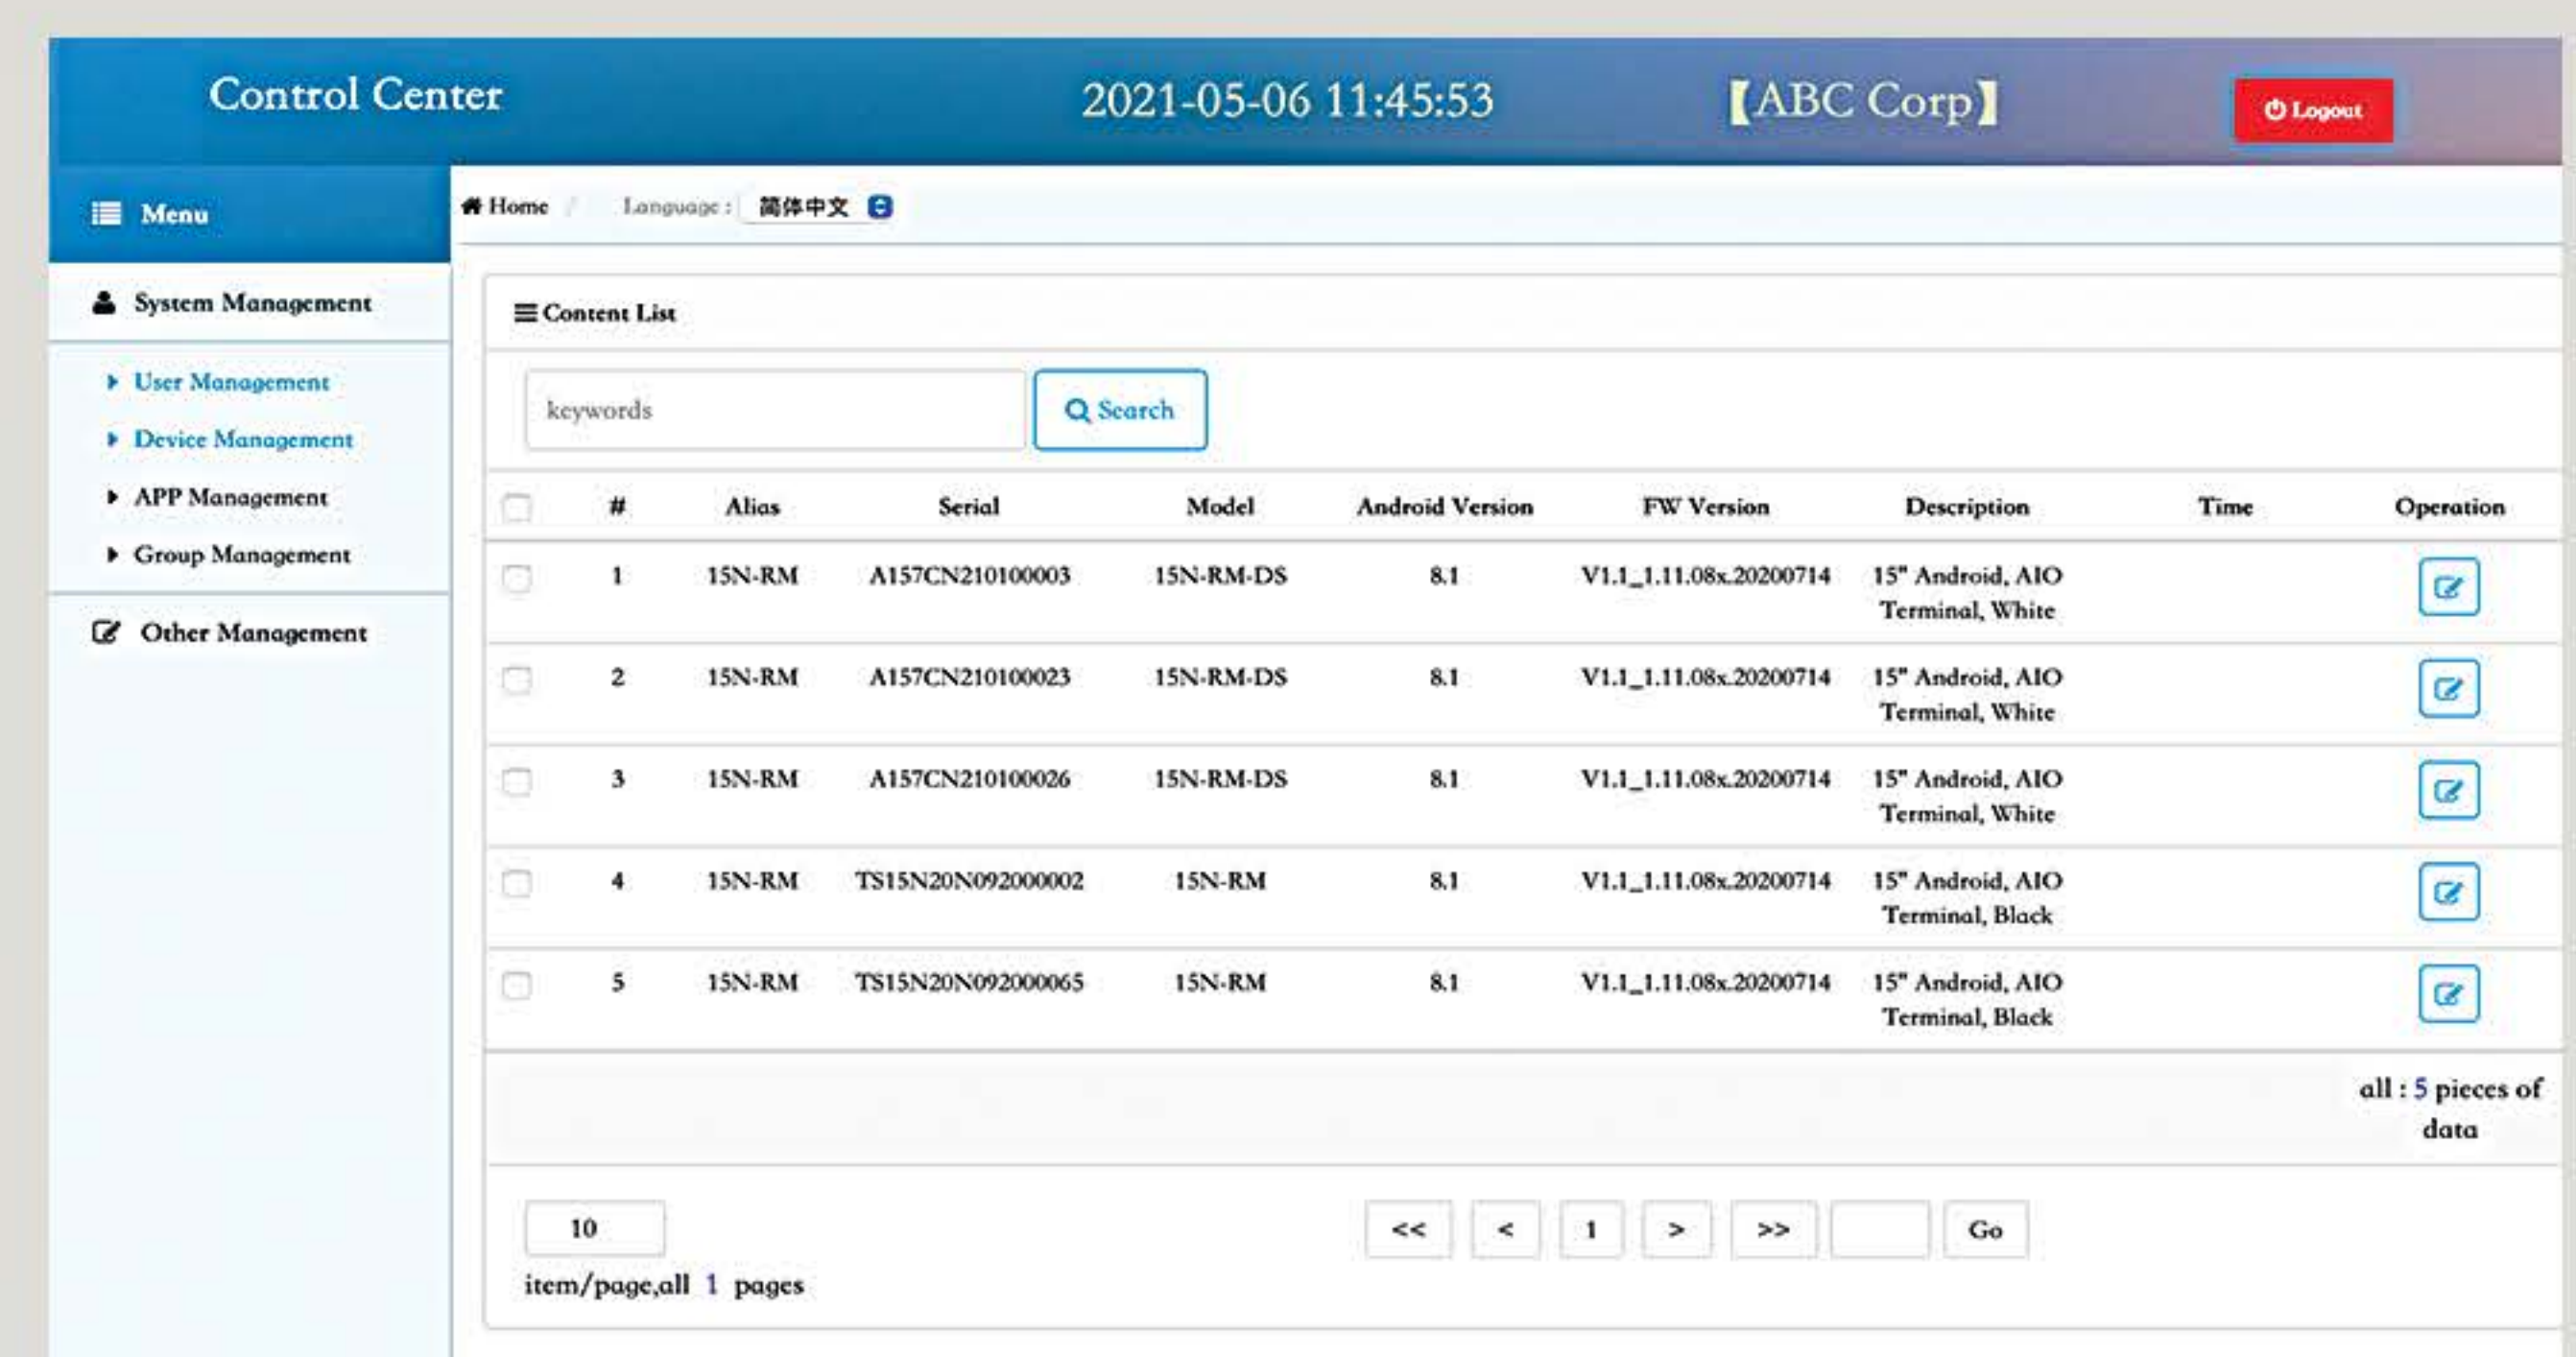 Control Center
2021-05-06 11:45:53
【ABC Corp】
Logout
Menu
Home / Language : 简体中文
System Management
User Management
Device Management
APP Management
Group Management
Other Management
Content List
keywords
Search
# Alias Serial Model Android Version FW Version Description Time Operation
1 15N-RM A157CN210100003 15N-RM-DS 8.1 V1.1_1.11.08x.20200714 15" Android, AIO
Terminal, White
2 15N-RM A157CN210100023 15N-RM-DS 8.1 V1.1_1.11.08x.20200714 15" Android, AIO
Terminal, White
3 15N-RM A157CN210100026 15N-RM-DS 8.1 V1.1_1.11.08x.20200714 15" Android, AIO
Terminal, White
4 15N-RM TS15N20N092000002 15N-RM 8.1 V1.1_1.11.08x.20200714 15" Android, AIO
Terminal, Black
5 15N-RM TS15N20N092000065 15N-RM 8.1 V1.1_1.11.08x.20200714 15" Android, AIO
Terminal, Black
all : 5 pieces of
data
10
<< < 1 > >> Go
item/page,all 1 pages